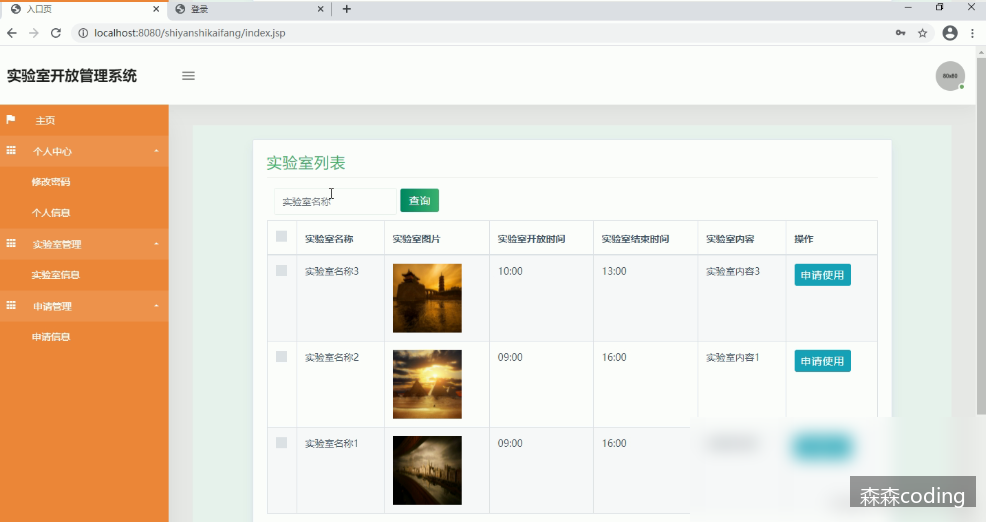 入口页
登录
localhost:8080/shiyanshikaifang/index.jsp
实验室开放管理系统
60x60
主页
个人中心
修改密码
个人信息
实验室管理
实验室信息
申请管理
申请信息
实验室列表
实验室名称 查询
实验室名称 实验室图片 实验室开放时间 实验室结束时间 实验室内容 操作
实验室名称3 10:00 13:00 实验室内容3 申请使用
实验室名称2 09:00 16:00 实验室内容1 申请使用
实验室名称1 09:00 16:00
森森coding